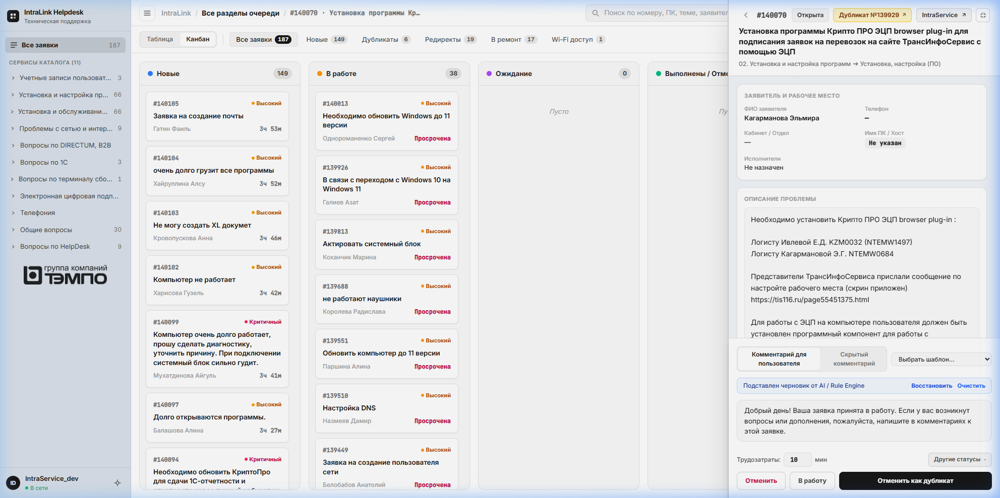 IntraLink Helpdesk
Техническая поддержка
Все заявки 187
СЕРВИСЫ КАТАЛОГА (11)
Учетные записи пользоват... 3
Установка и настройка пр... 66
Установка и обслуживани... 66
Проблемы с сетью и интер... 9
Вопросы по DIRECTUM, B2B
Вопросы по 1С 3
Вопросы по терминалу сбо... 1
Электронная цифровая подп...
Телефония
Общие вопросы 30
Вопросы по HelpDesk 9
группа компаний
ТЭМПО
ID IntraService_dev
В сети
IntraLink / Все разделы очереди / #140070 · Установка программы Кр…
Поиск по номеру, ПК, теме, заявител
Таблица Канбан Все заявки 187 Новые 149 Дубликаты 6 Редиректы 19 В ремонт 17 Wi-Fi доступ 1
Новые 149
#140105 Высокий
Заявка на создание почты
Гатин Фаиль 3ч 53м
#140104 Высокий
очень долго грузит все программы
Хайруллина Алсу 3ч 52м
#140103 Высокий
Не могу создать XL докумет
Кровопускова Анна 3ч 46м
#140102 Высокий
Компьютер не работает
Харисова Гузель 3ч 42м
#140099 Критичный
Компьютер очень долго работает,
прошу сделать диагностику,
уточнить причину. При подключении
системный блок сильно гудит.
Мухатдинова Айгуль 3ч 41м
#140097 Высокий
Долго открываются программы.
Балашова Алина 3ч 27м
#140094 Критичный
Необходимо обновить КриптоПро
для сдачи 1С-отчетности и
В работе 38
#140013 Высокий
Необходимо обновить Windows до 11
версии
Однороманенко Сергей Просрочена
#139926 Высокий
В связи с переходом с Windows 10 на
Windows 11
Галиев Азат Просрочена
#139813 Высокий
Актировать системный блок
Коханчик Марина Просрочена
#139688 Высокий
не работают наушники
Королева Радислава Просрочена
#139551 Высокий
Обновить компьютер до 11 версии
Паршина Алина Просрочена
#139510 Высокий
Настройка DNS
Назмеев Дамир Просрочена
#139449 Высокий
Заявка на создание пользователя
сети
Белобабов Анатолий Просрочена
Ожидание 0
Пусто
Выполнены / Отме
Пу
#140070 Открыта Дубликат №139929 ↗ IntraService ↗
Установка программы Крипто ПРО ЭЦП browser plug-in для
подписания заявок на перевозок на сайте ТрансИнфоСервис с
помощью ЭЦП
02. Установка и настройка программ → Установка, настройка (ПО)
ЗАЯВИТЕЛЬ И РАБОЧЕЕ МЕСТО
ФИО заявителя Телефон
Кагарманова Эльмира —
Кабинет / Отдел Имя ПК / Хост
— Не указан
Исполнители
Не назначен
ОПИСАНИЕ ПРОБЛЕМЫ
Необходимо установить Крипто ПРО ЭЦП browser plug-in :
Логисту Ивлевой Е.Д. KZM0032 (NTEMW1497)
Логисту Кагармановой Э.Г. NTEMW0684
Представители ТрансИнфоСервиса прислали сообщение по
настройте рабочего места (скрин приложен)
https://tis116.ru/page55451375.html
Для работы с ЭЦП на компьютере пользователя должен быть
установлен программный компонент для работы с
Комментарий для
пользователя
Скрытый
комментарий
Выбрать шаблон...
Подставлен черновик от AI / Rule Engine Восстановить Очистить
Добрый день! Ваша заявка принята в работу. Если у вас возникнут
вопросы или дополнения, пожалуйста, напишите в комментариях к
этой заявке.
Трудозатраты: 10 мин Другие статусы
Отменить В работу Отменить как дубликат